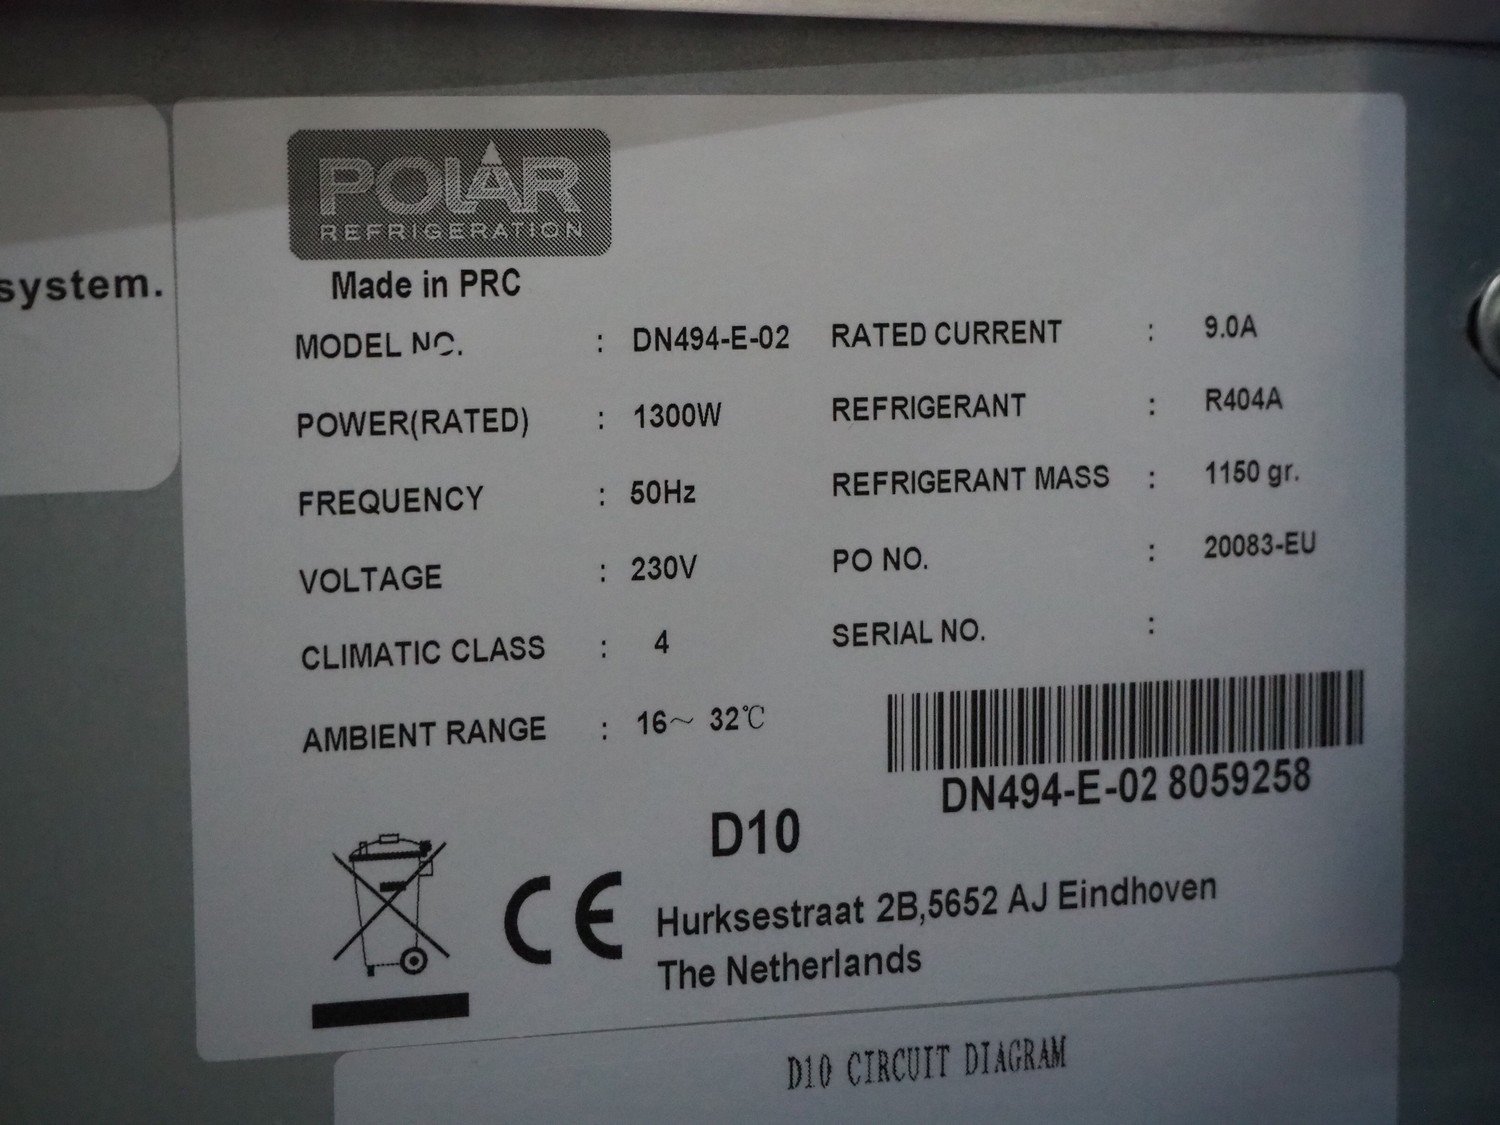 POLAR
REFRIGERATION
Made in PRC
system.
MODEL NO. : DN494-E-02 RATED CURRENT : 9.0A
POWER(RATED) : 1300W REFRIGERANT : R404A
FREQUENCY : 50Hz REFRIGERANT MASS : 1150 gr.
VOLTAGE : 230V PO NO. : 20083-EU
CLIMATIC CLASS : 4 SERIAL NO. :
AMBIENT RANGE : 16~ 32℃
DN494-E-02 8059258
D10
CE
Hurksestraat 2B,5652 AJ Eindhoven
The Netherlands
D10 CIRCUIT DIAGRAM